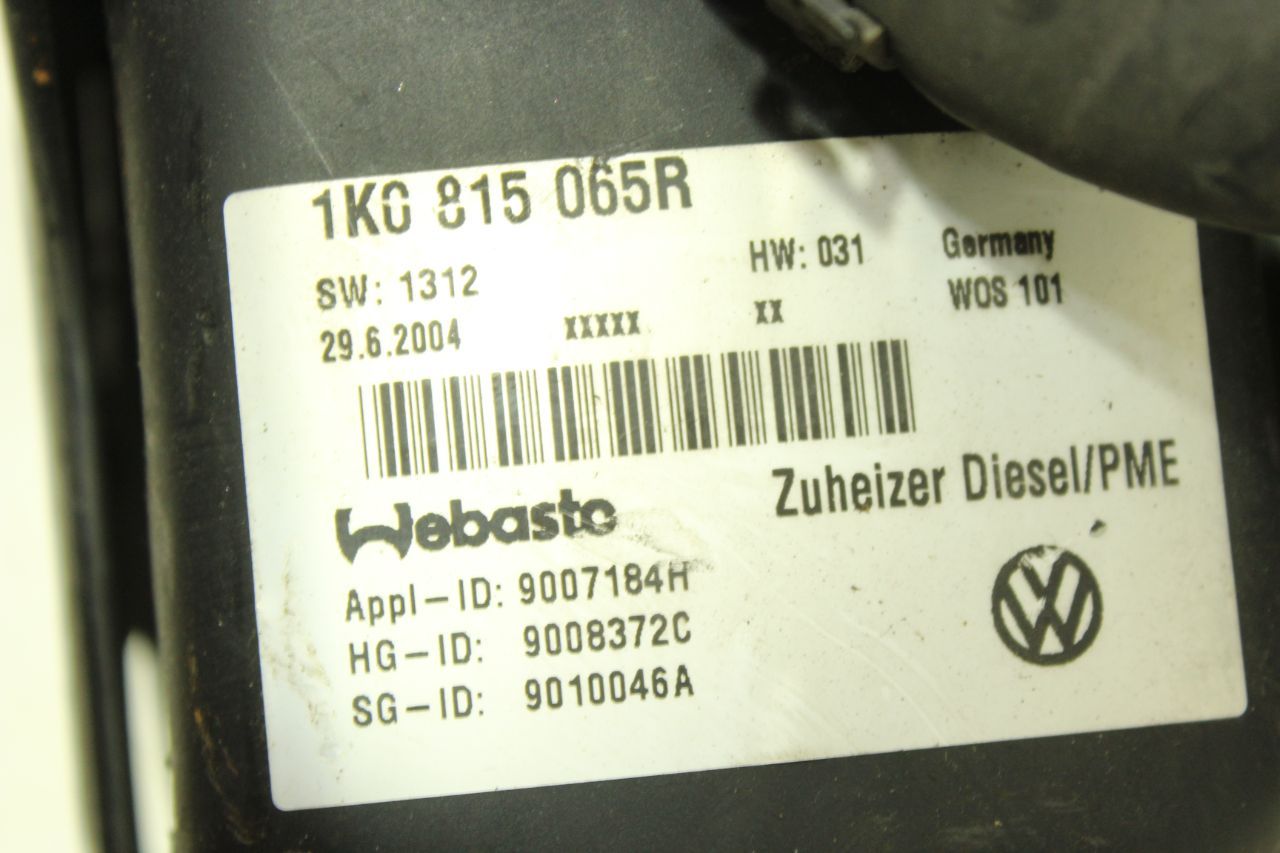 1K0 815 065R
SW: 1312
HW: 031
Germany
29.6.2004
xxxxx
xx
WOS 101
Webasto
Zuheizer Diesel/PME
Appl-ID: 9007184H
HG-ID: 9008372C
SG-ID: 9010046A
VW